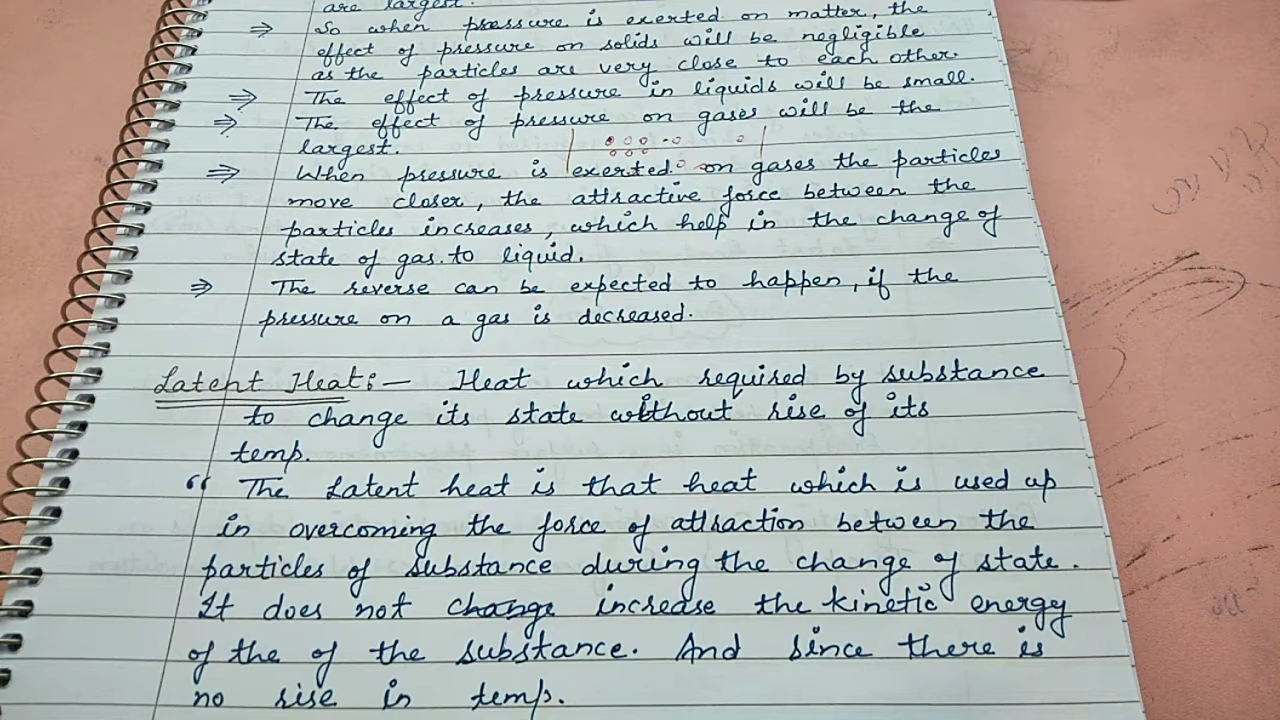 are largest.
⇒ So when pressure is exerted on matter, the
effect of pressure on solids will be negligible
as the particles are very close to each other.
⇒ The effect of pressure in liquids will be small.
⇒ The effect of pressure on gases will be the
largest.
⇒ When pressure is exerted on gases the particles
move closer, the attractive force between the
particles increases, which help in the change of
state of gas to liquid.
⇒ The reverse can be expected to happen, if the
pressure on a gas is decreased.
Latent Heat:- Heat which required by substance
to change its state without rise of its
temp.
“ The Latent heat is that heat which is used up
in overcoming the force of attraction between the
particles of substance during the change of state.
It does not change increase the kinetic energy
of the of the substance. And since there is
no rise in temp.